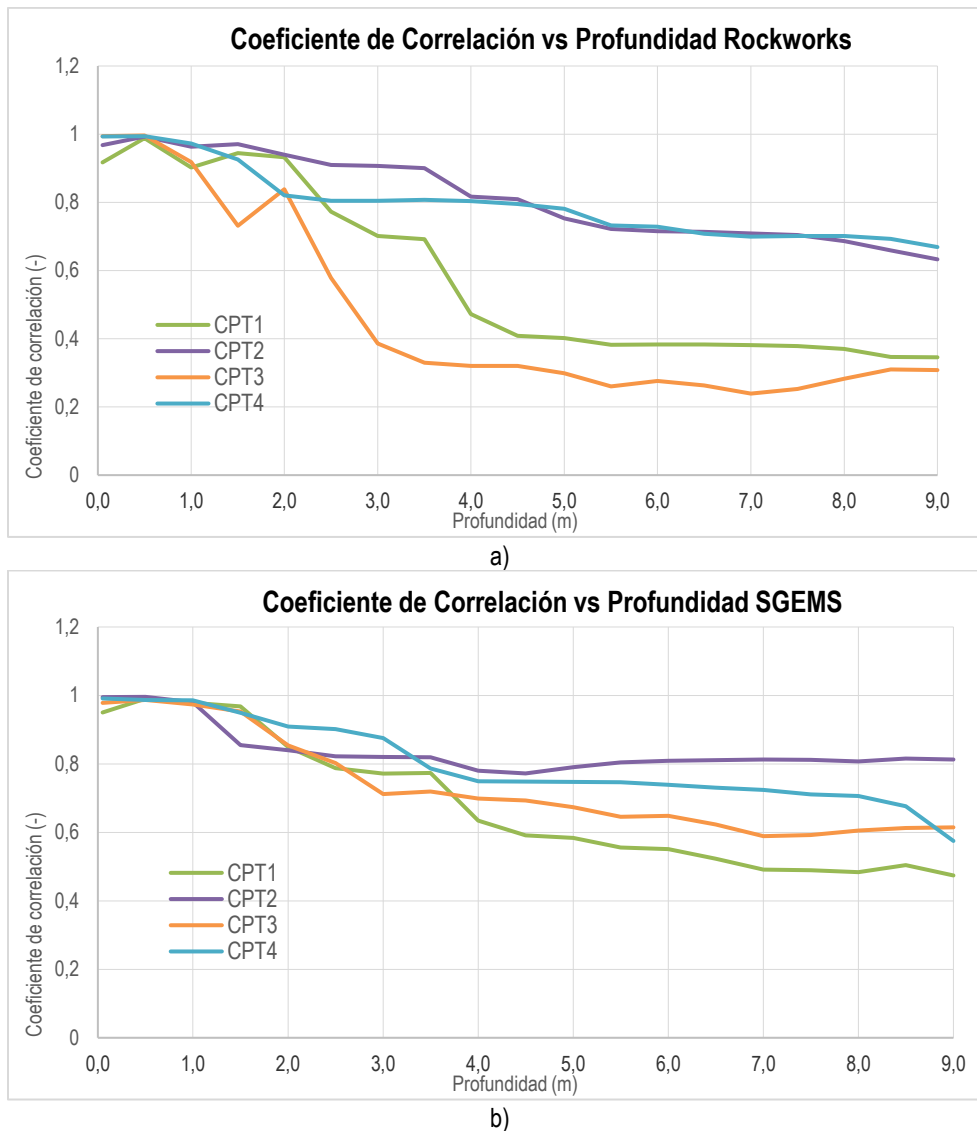 Coeficiente de Correlación vs Profundidad Rockworks
1,2
1
0,8
0,6
0,4
0,2
0
Coeficiente de correlación (-)
CPT1
CPT2
CPT3
CPT4
0,0 1,0 2,0 3,0 4,0 5,0 6,0 7,0 8,0 9,0
Profundidad (m)
a)
Coeficiente de Correlación vs Profundidad SGEMS
1,2
1
0,8
0,6
0,4
0,2
0
Coeficiente de correlación (-)
CPT1
CPT2
CPT3
CPT4
0,0 1,0 2,0 3,0 4,0 5,0 6,0 7,0 8,0 9,0
Profundidad (m)
b)